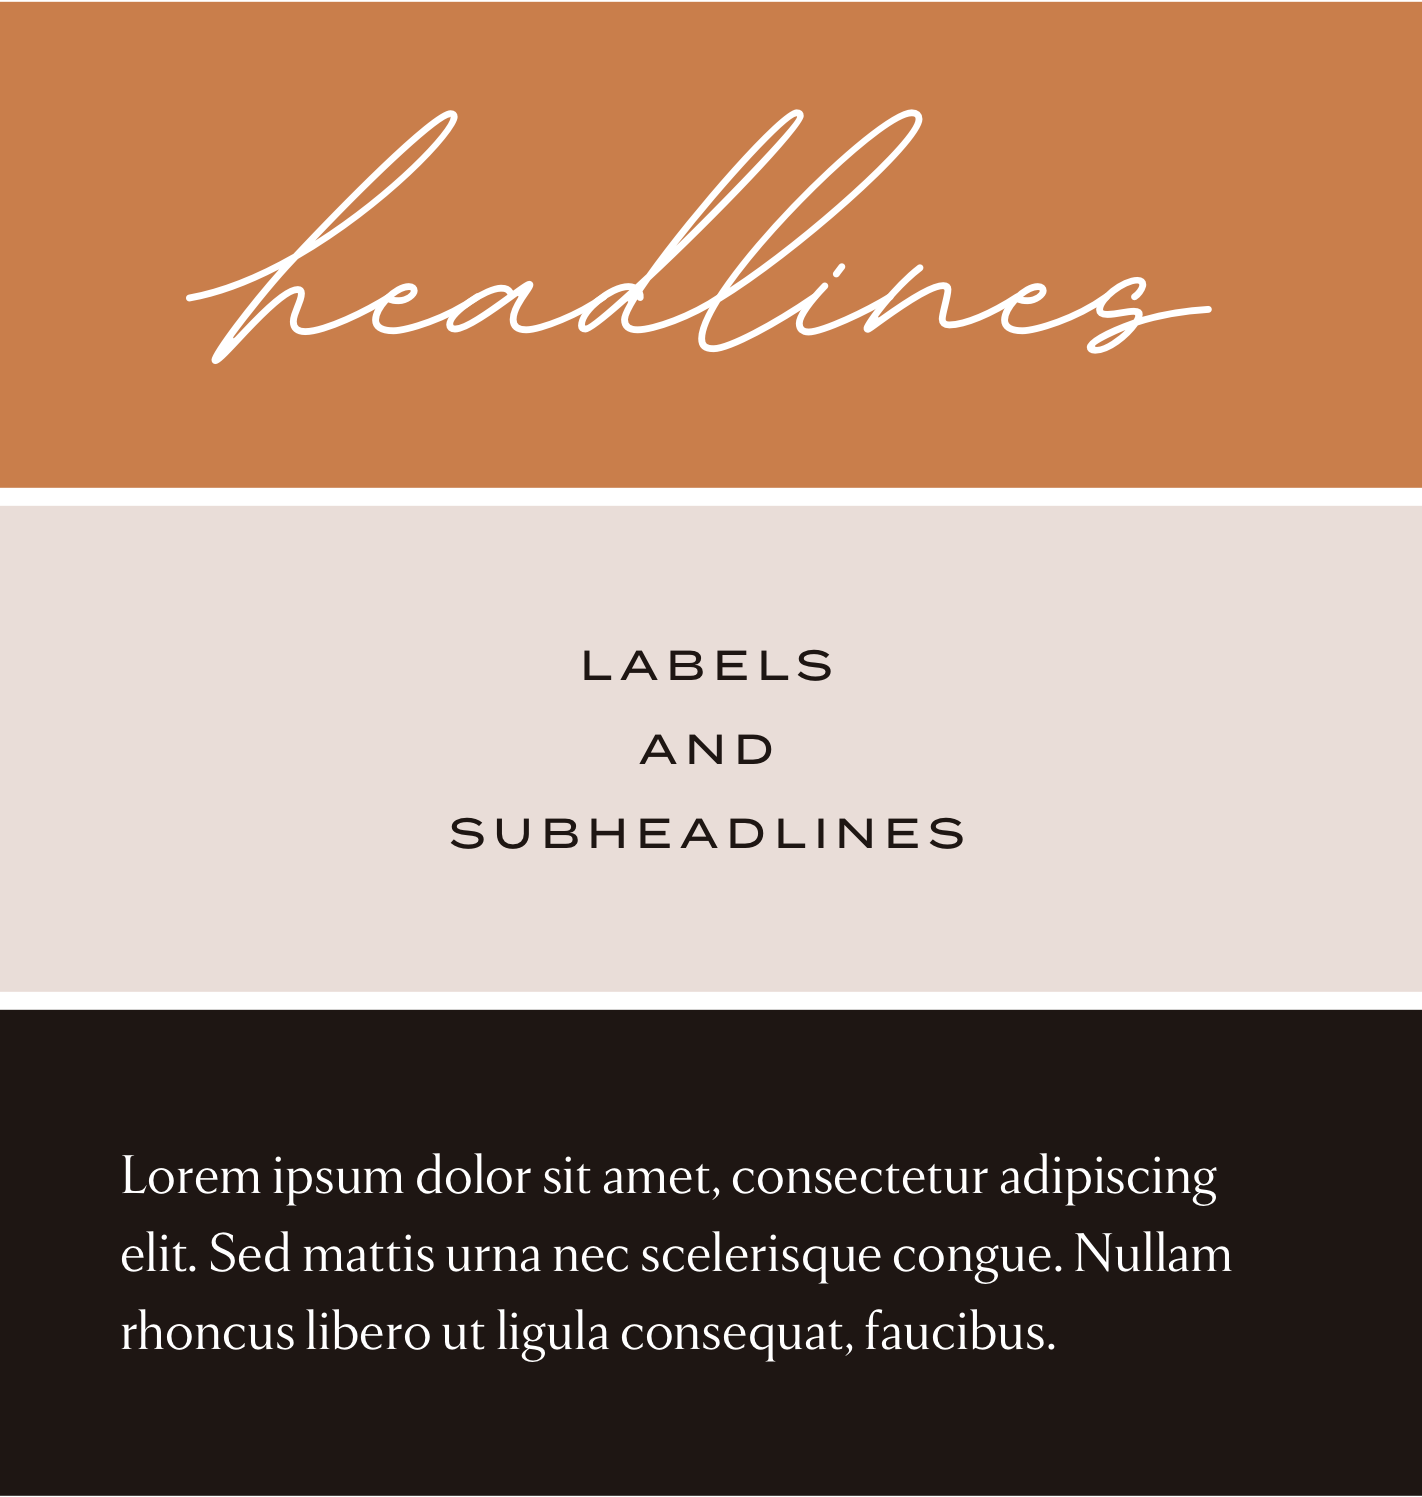 headlines
LABELS
AND
SUBHEADLINES
Lorem ipsum dolor sit amet, consectetur adipiscing
elit. Sed mattis urna nec scelerisque congue. Nullam
rhoncus libero ut ligula consequat, faucibus.